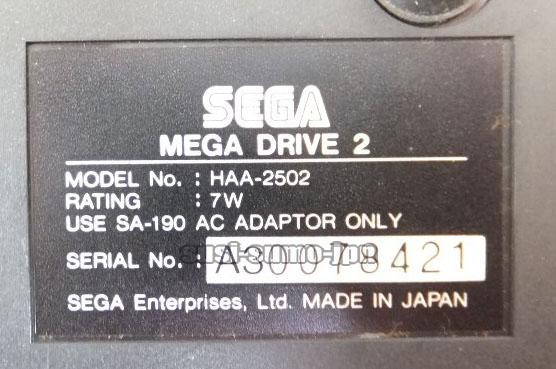 SEGA
MEGA DRIVE 2
MODEL No. : HAA-2502
RATING : 7W
USE SA-190 AC ADAPTOR ONLY
SERIAL No. : A30078421
SEGA Enterprises, Ltd. MADE IN JAPAN